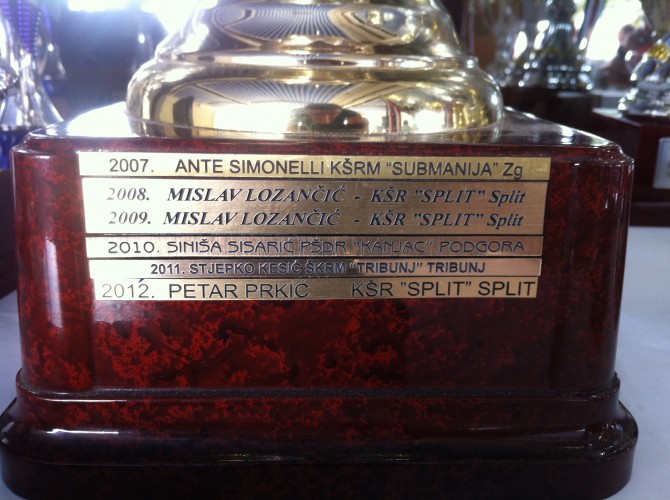 2007. ANTE SIMONELLI KŠRM "SUBMANIJA" Zg
2008. MISLAV LOZANČIĆ - KŠR "SPLIT" Split
2009. MISLAV LOZANČIĆ - KŠR "SPLIT" Split
2010. SINIŠA SISARIĆ PŠDR "KANJAC" PODGORA
2011. STJEPKO KESIĆ ŠKRM "TRIBUNJ" TRIBUNJ
2012. PETAR PRKIĆ KŠR "SPLIT" SPLIT